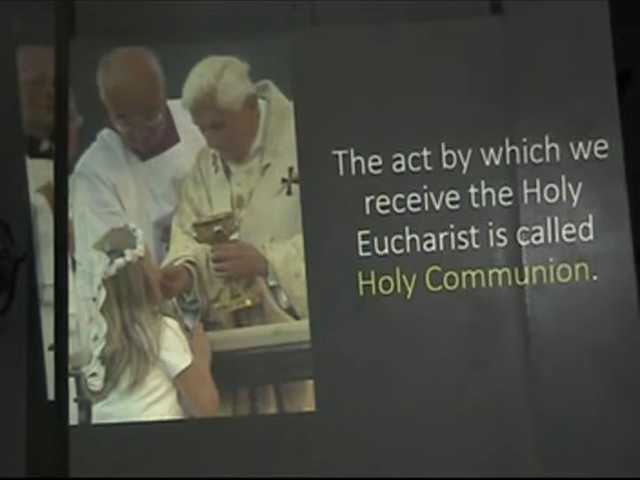 The act by which we
receive the Holy
Eucharist is called
Holy Communion.